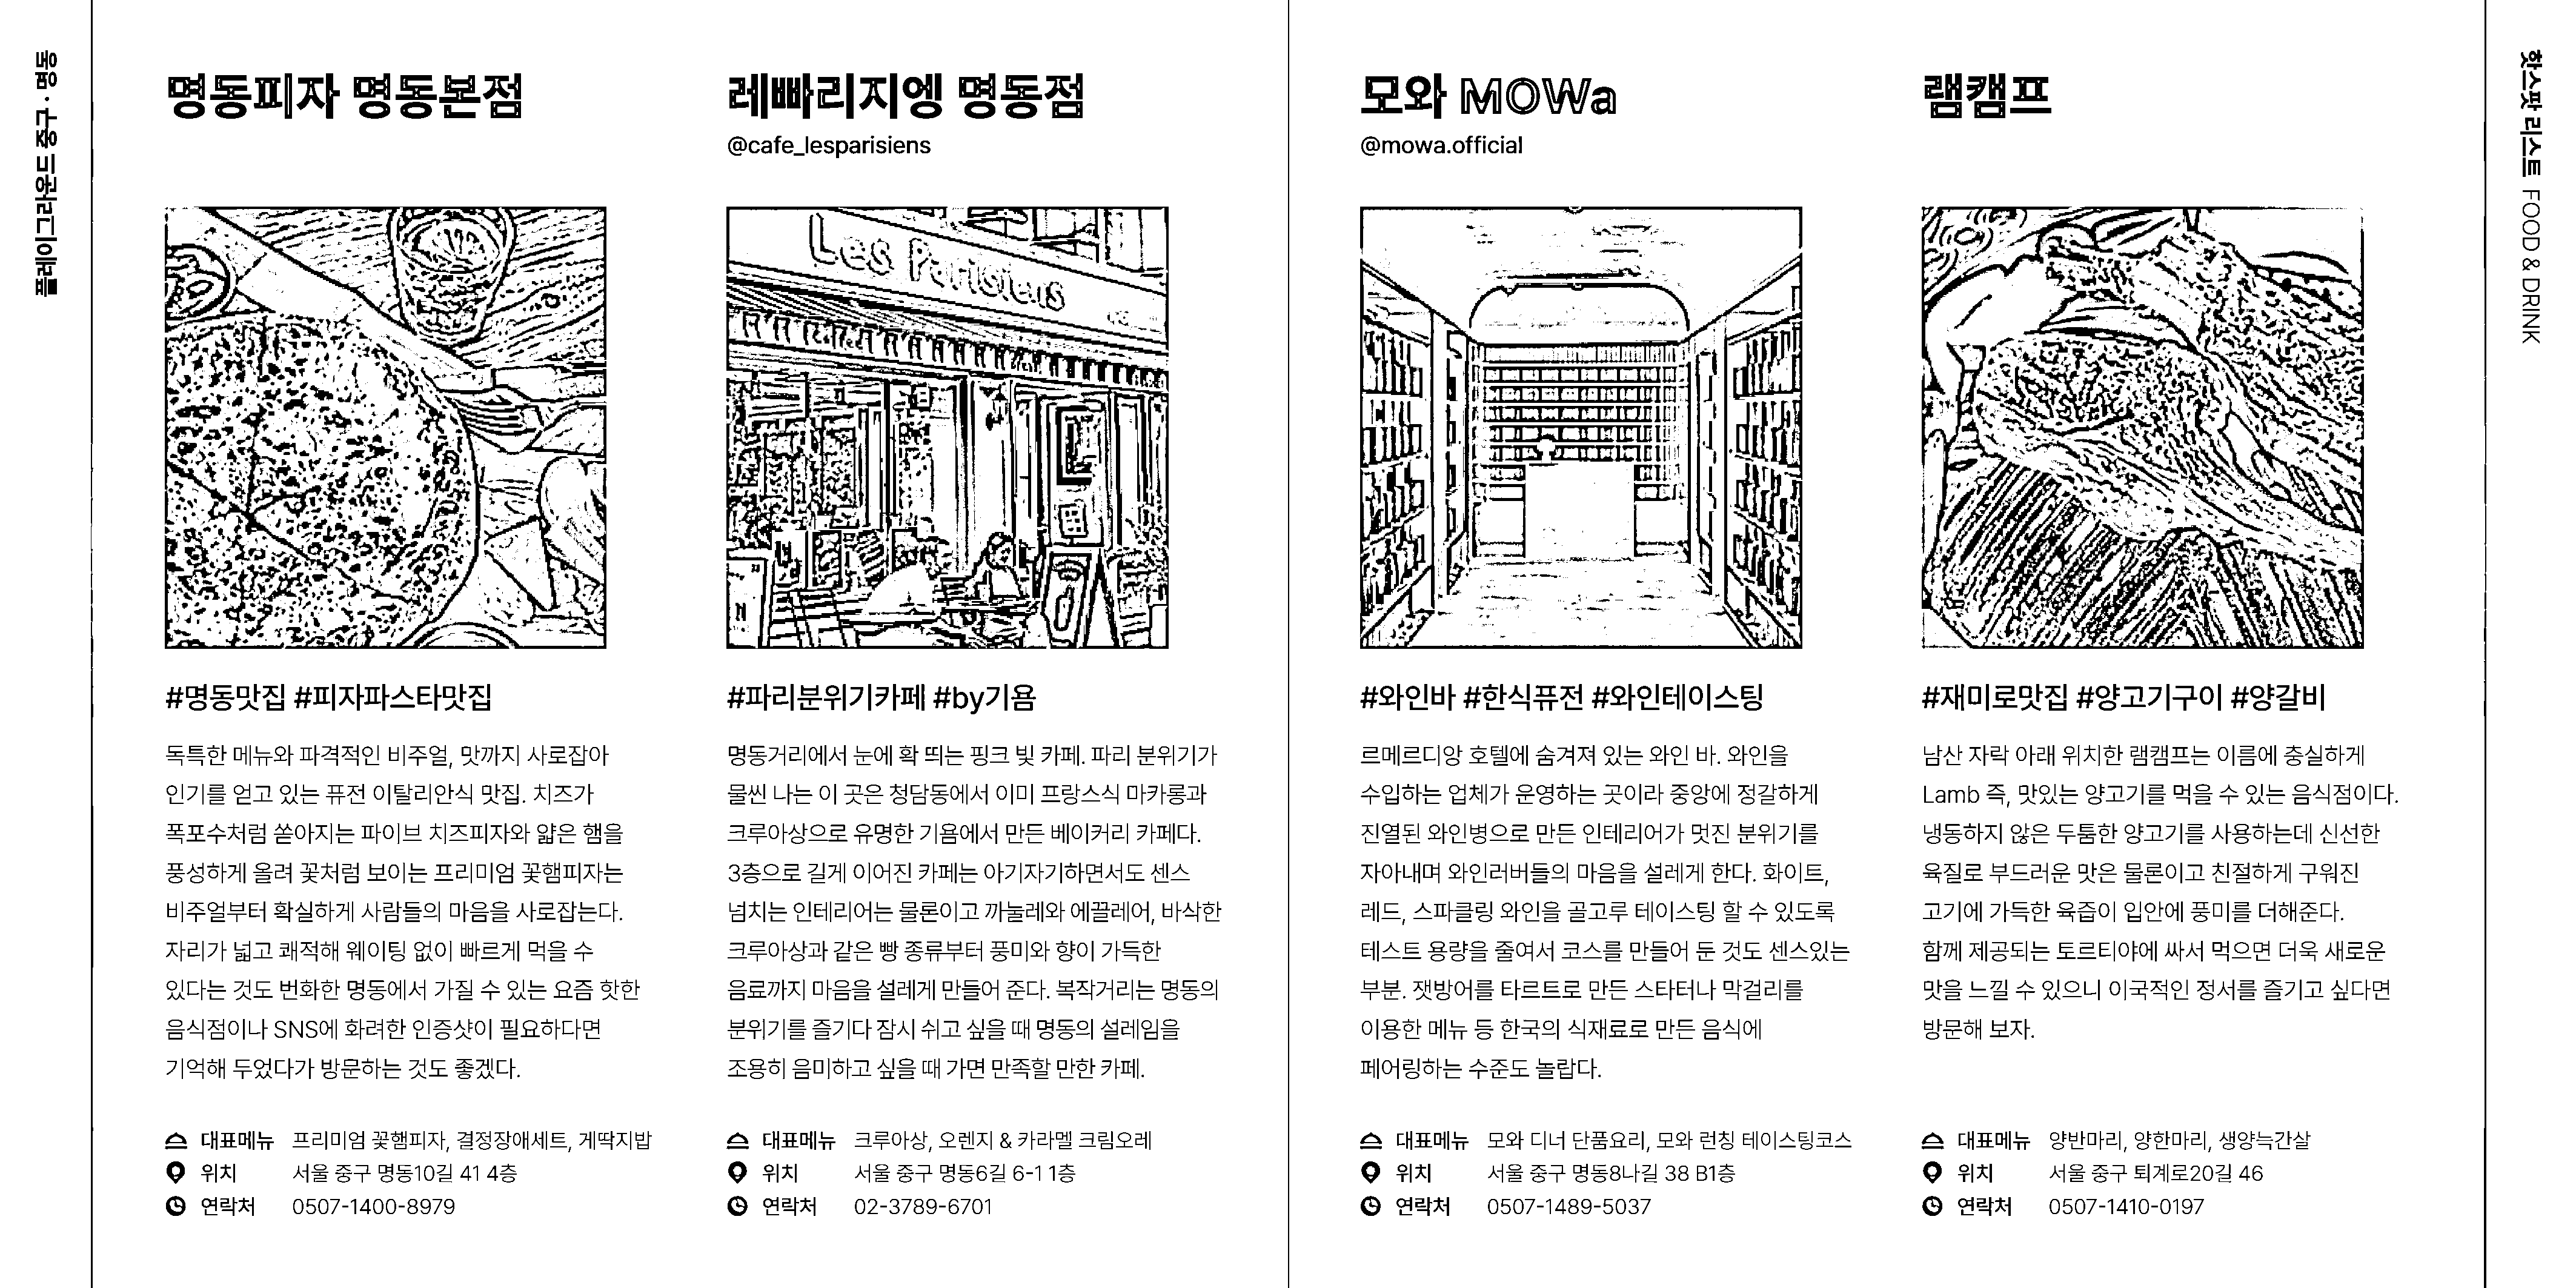 플레이그라운드 중구 · 명동
명동피자 명동본점
#명동맛집 #피자파스타맛집
독특한 메뉴와 파격적인 비주얼, 맛까지 사로잡아
인기를 얻고 있는 퓨전 이탈리안식 맛집. 치즈가
폭포수처럼 쏟아지는 파이브 치즈피자와 얇은 햄을
풍성하게 올려 꽃처럼 보이는 프리미엄 꽃햄피자는
비주얼부터 확실하게 사람들의 마음을 사로잡는다.
자리가 넓고 쾌적해 웨이팅 없이 빠르게 먹을 수
있다는 것도 번화한 명동에서 가질 수 있는 요즘 핫한
음식점이나 SNS에 화려한 인증샷이 필요하다면
기억해 두었다가 방문하는 것도 좋겠다.
대표메뉴 프리미엄 꽃햄피자, 결정장애세트, 게딱지밥
위치 서울 중구 명동10길 41 4층
연락처 0507-1400-8979
레빠리지엥 명동점
@cafe_lesparisiens
Les Parisiens
#파리분위기카페 #by기욤
명동거리에서 눈에 확 띄는 핑크 빛 카페. 파리 분위기가
물씬 나는 이 곳은 청담동에서 이미 프랑스식 마카롱과
크루아상으로 유명한 기욤에서 만든 베이커리 카페다.
3층으로 길게 이어진 카페는 아기자기하면서도 센스
넘치는 인테리어는 물론이고 까눌레와 에끌레어, 바삭한
크루아상과 같은 빵 종류부터 풍미와 향이 가득한
음료까지 마음을 설레게 만들어 준다. 복작거리는 명동의
분위기를 즐기다 잠시 쉬고 싶을 때 명동의 설레임을
조용히 음미하고 싶을 때 가면 만족할 만한 카페.
대표메뉴 크루아상, 오렌지 & 카라멜 크림오레
위치 서울 중구 명동6길 6-1 1층
연락처 02-3789-6701
모와 MOWa
@mowa.official
#와인바 #한식퓨전 #와인테이스팅
르메르디앙 호텔에 숨겨져 있는 와인 바. 와인을
수입하는 업체가 운영하는 곳이라 중앙에 정갈하게
진열된 와인병으로 만든 인테리어가 멋진 분위기를
자아내며 와인러버들의 마음을 설레게 한다. 화이트,
레드, 스파클링 와인을 골고루 테이스팅 할 수 있도록
테스트 용량을 줄여서 코스를 만들어 둔 것도 센스있는
부분. 잿방어를 타르트로 만든 스타터나 막걸리를
이용한 메뉴 등 한국의 식재료로 만든 음식에
페어링하는 수준도 놀랍다.
대표메뉴 모와 디너 단품요리, 모와 런칭 테이스팅코스
위치 서울 중구 명동8나길 38 B1층
연락처 0507-1489-5037
램캠프
#재미로맛집 #양고기구이 #양갈비
남산 자락 아래 위치한 램캠프는 이름에 충실하게
Lamb 즉, 맛있는 양고기를 먹을 수 있는 음식점이다.
냉동하지 않은 두툼한 양고기를 사용하는데 신선한
육질로 부드러운 맛은 물론이고 친절하게 구워진
고기에 가득한 육즙이 입안에 풍미를 더해준다.
함께 제공되는 토르티야에 싸서 먹으면 더욱 새로운
맛을 느낄 수 있으니 이국적인 정서를 즐기고 싶다면
방문해 보자.
대표메뉴 양반마리, 양한마리, 생양늑간살
위치 서울 중구 퇴계로20길 46
연락처 0507-1410-0197
핫스팟 리스트 FOOD & DRINK